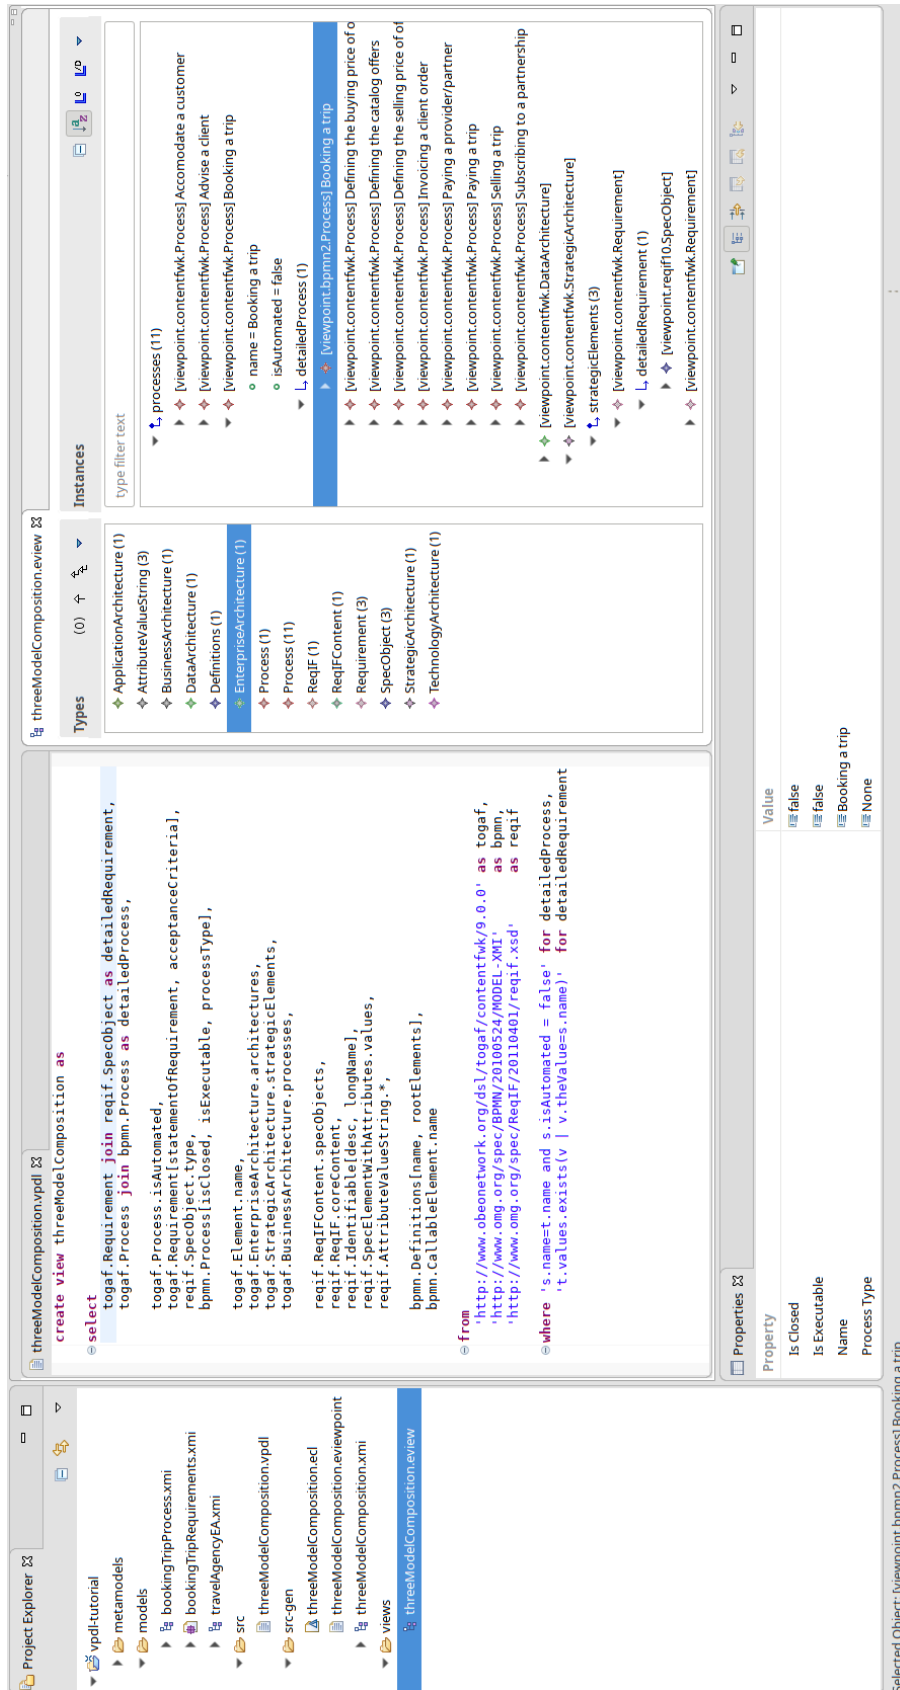 Project Explorer
vpdl-tutorial
metamodels
models
bookingTripProcess.xmi
bookingTripRequirements.xmi
travelAgencyEA.xmi
src
threeModelComposition.vpdl
src-gen
threeModelComposition.ecl
threeModelComposition.eviewpoint
threeModelComposition.xmi
views
threeModelComposition.eview
threeModelComposition.vpdl
create view threeModelComposition as
select
togaf.Requirement join reqif.SpecObject as detailedRequirement,
togaf.Process join bpmn.Process as detailedProcess,
togaf.Process.isAutomated,
togaf.Requirement[statementOfRequirement, acceptanceCriteria],
reqif.SpecObject.type,
bpmn.Process[isClosed, isExecutable, processType],
togaf.Element.name,
togaf.EnterpriseArchitecture.architectures,
togaf.StrategicArchitecture.strategicElements,
togaf.BusinessArchitecture.processes,
reqif.ReqIFContent.specObjects,
reqif.ReqIF.coreContent,
reqif.Identifiable[desc, longName],
reqif.SpecElementWithAttributes.values,
reqif.AttributeValueString.*,
bpmn.Definitions[name, rootElements],
bpmn.CallableElement.name
from
'http://www.obeonetwork.org/dsl/togaf/contentfwk/9.0.0' as togaf,
'http://www.omg.org/spec/BPMN/20100524/MODEL-XMI' as bpmn,
'http://www.omg.org/spec/ReqIF/20110401/reqif.xsd' as reqif
where 's.name=t.name and s.isAutomated = false' for detailedProcess,
't.values.exists(v | v.theValue=s.name)' for detailedRequirement
threeModelComposition.eview
Types
(0)
ApplicationArchitecture (1)
AttributeValueString (3)
BusinessArchitecture (1)
DataArchitecture (1)
Definitions (1)
EnterpriseArchitecture (1)
Process (1)
Process (11)
ReqIF (1)
ReqIFContent (1)
Requirement (3)
SpecObject (3)
StrategicArchitecture (1)
TechnologyArchitecture (1)
Instances
type filter text
processes (11)
[viewpoint.contentfwk.Process] Accomodate a customer
[viewpoint.contentfwk.Process] Advise a client
[viewpoint.contentfwk.Process] Booking a trip
name = Booking a trip
isAutomated = false
detailedProcess (1)
[viewpoint.bpmn2.Process] Booking a trip
[viewpoint.contentfwk.Process] Defining the buying price of o
[viewpoint.contentfwk.Process] Defining the catalog offers
[viewpoint.contentfwk.Process] Defining the selling price of of
[viewpoint.contentfwk.Process] Invoicing a client order
[viewpoint.contentfwk.Process] Paying a provider/partner
[viewpoint.contentfwk.Process] Paying a trip
[viewpoint.contentfwk.Process] Selling a trip
[viewpoint.contentfwk.Process] Subscribing to a partnership
[viewpoint.contentfwk.DataArchitecture]
[viewpoint.contentfwk.StrategicArchitecture]
strategicElements (3)
[viewpoint.contentfwk.Requirement]
detailedRequirement (1)
[viewpoint.reqif10.SpecObject]
[viewpoint.contentfwk.Requirement]
Properties
Property Value
Is Closed false
Is Executable false
Name Booking a trip
Process Type None
Selected Object: [viewpoint.bpmn2.Process] Booking a trip